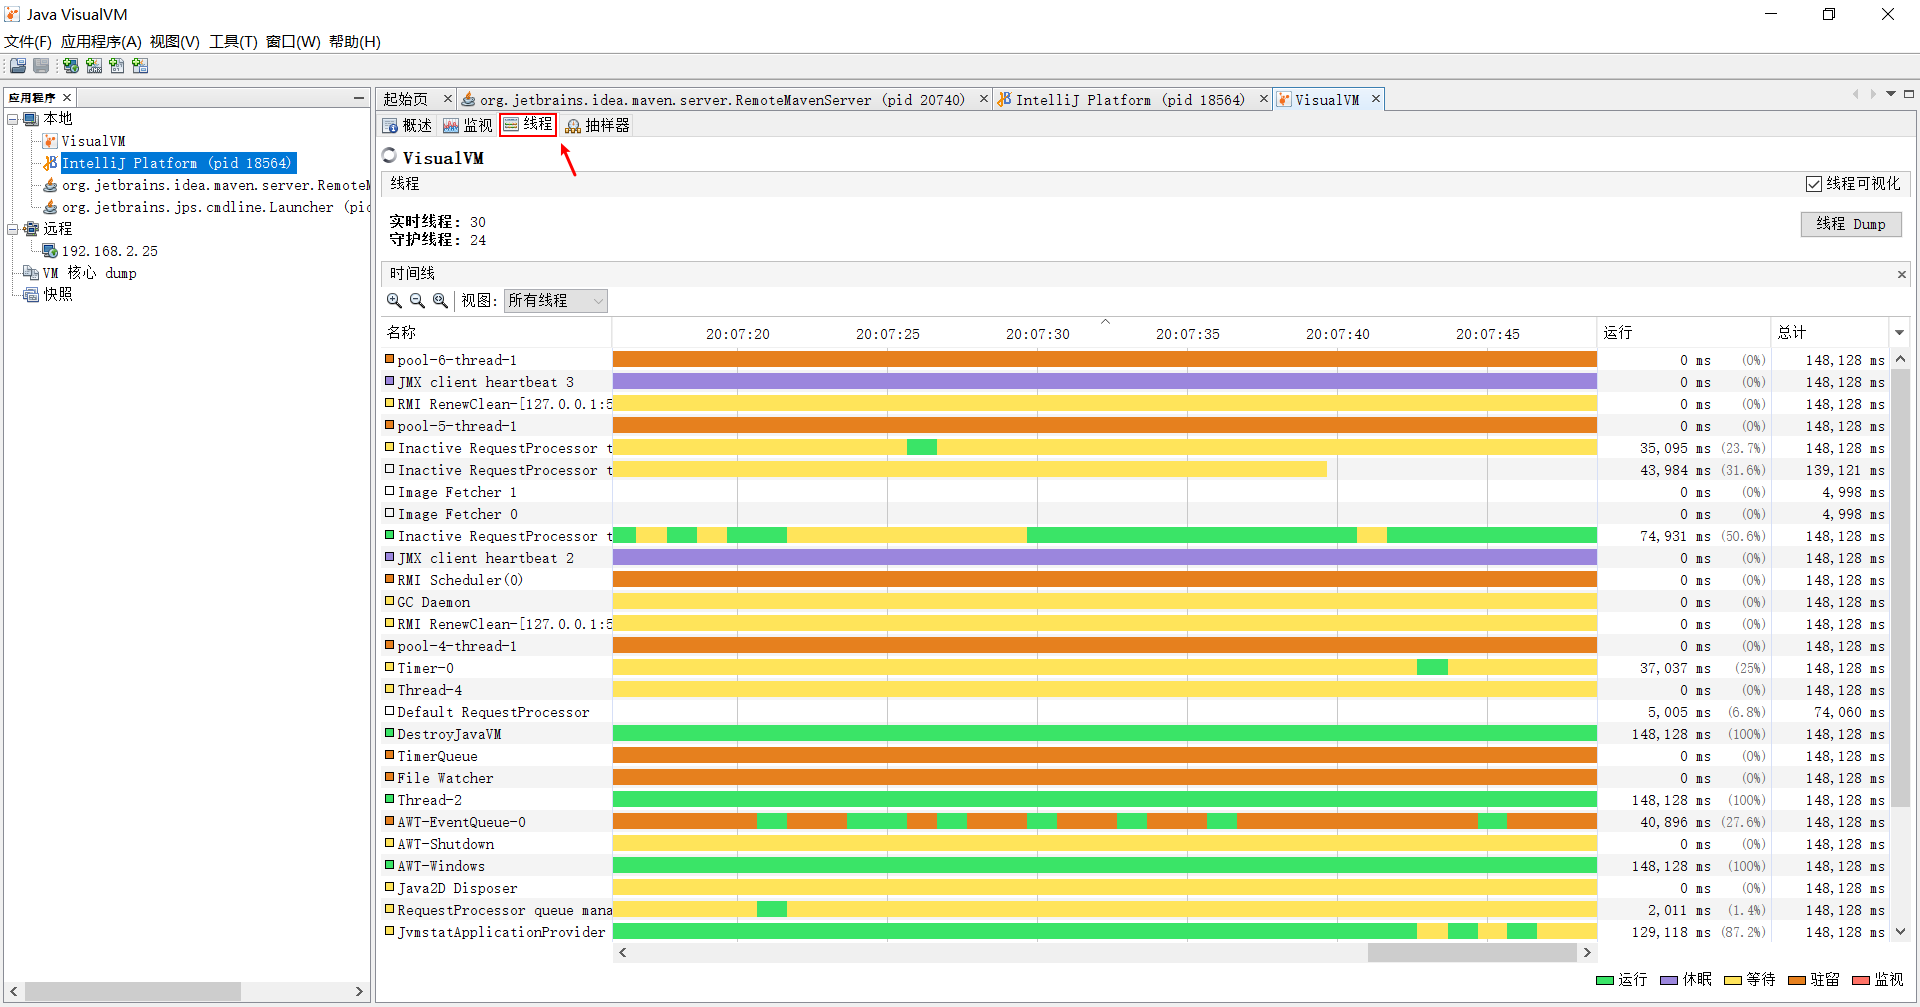 Java VisualVM
文件(F) 应用程序(A) 视图(V) 工具(T) 窗口(W) 帮助(H)
应用程序
本地
VisualVM
IntelliJ Platform (pid 18564)
org.jetbrains.idea.maven.server.RemoteM
org.jetbrains.jps.cmdline.Launcher (pid
远程
192.168.2.25
VM 核心 dump
快照
起始页 org.jetbrains.idea.maven.server.RemoteMavenServer (pid 20740) IntelliJ Platform (pid 18564) VisualVM
概述 监视 线程 抽样器
VisualVM
线程 线程可视化
实时线程: 30
守护线程: 24
线程 Dump
时间线
视图: 所有线程
名称 20:07:20 20:07:25 20:07:30 20:07:35 20:07:40 20:07:45 运行 总计
pool-6-thread-1 0 ms (0%) 148,128 ms
JMX client heartbeat 3 0 ms (0%) 148,128 ms
RMI RenewClean-[127.0.0.1:5 0 ms (0%) 148,128 ms
pool-5-thread-1 0 ms (0%) 148,128 ms
Inactive RequestProcessor t 35,095 ms (23.7%) 148,128 ms
Inactive RequestProcessor t 43,984 ms (31.6%) 139,121 ms
Image Fetcher 1 0 ms (0%) 4,998 ms
Image Fetcher 0 0 ms (0%) 4,998 ms
Inactive RequestProcessor t 74,931 ms (50.6%) 148,128 ms
JMX client heartbeat 2 0 ms (0%) 148,128 ms
RMI Scheduler(0) 0 ms (0%) 148,128 ms
GC Daemon 0 ms (0%) 148,128 ms
RMI RenewClean-[127.0.0.1:5 0 ms (0%) 148,128 ms
pool-4-thread-1 0 ms (0%) 148,128 ms
Timer-0 37,037 ms (25%) 148,128 ms
Thread-4 0 ms (0%) 148,128 ms
Default RequestProcessor 5,005 ms (6.8%) 74,060 ms
DestroyJavaVM 148,128 ms (100%) 148,128 ms
TimerQueue 0 ms (0%) 148,128 ms
File Watcher 0 ms (0%) 148,128 ms
Thread-2 148,128 ms (100%) 148,128 ms
AWT-EventQueue-0 40,896 ms (27.6%) 148,128 ms
AWT-Shutdown 0 ms (0%) 148,128 ms
AWT-Windows 148,128 ms (100%) 148,128 ms
Java2D Disposer 0 ms (0%) 148,128 ms
RequestProcessor queue mana 2,011 ms (1.4%) 148,128 ms
JvmstatApplicationProvider 129,118 ms (87.2%) 148,128 ms
运行 休眠 等待 驻留 监视